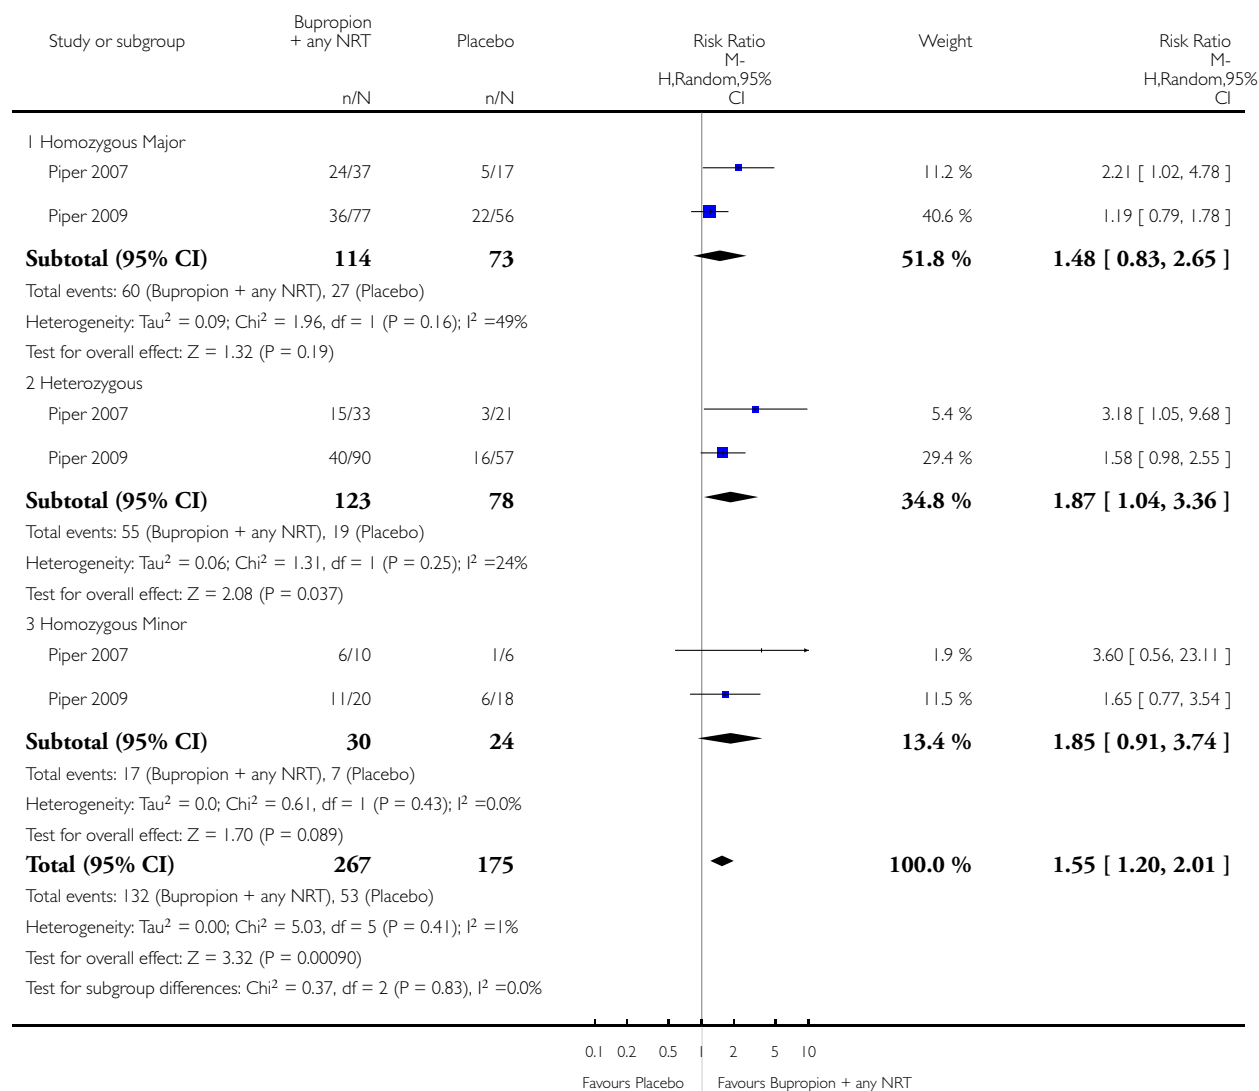 Study or subgroup Bupropion + any NRT Placebo Risk Ratio Weight Risk Ratio
M-H,Random,95% CI M-H,Random,95% CI
n/N n/N
1 Homozygous Major
Piper 2007 24/37 5/17 11.2 % 2.21 [ 1.02, 4.78 ]
Piper 2009 36/77 22/56 40.6 % 1.19 [ 0.79, 1.78 ]
Subtotal (95% CI) 114 73 51.8 % 1.48 [ 0.83, 2.65 ]
Total events: 60 (Bupropion + any NRT), 27 (Placebo)
Heterogeneity: Tau² = 0.09; Chi² = 1.96, df = 1 (P = 0.16); I² =49%
Test for overall effect: Z = 1.32 (P = 0.19)
2 Heterozygous
Piper 2007 15/33 3/21 5.4 % 3.18 [ 1.05, 9.68 ]
Piper 2009 40/90 16/57 29.4 % 1.58 [ 0.98, 2.55 ]
Subtotal (95% CI) 123 78 34.8 % 1.87 [ 1.04, 3.36 ]
Total events: 55 (Bupropion + any NRT), 19 (Placebo)
Heterogeneity: Tau² = 0.06; Chi² = 1.31, df = 1 (P = 0.25); I² =24%
Test for overall effect: Z = 2.08 (P = 0.037)
3 Homozygous Minor
Piper 2007 6/10 1/6 1.9 % 3.60 [ 0.56, 23.11 ]
Piper 2009 11/20 6/18 11.5 % 1.65 [ 0.77, 3.54 ]
Subtotal (95% CI) 30 24 13.4 % 1.85 [ 0.91, 3.74 ]
Total events: 17 (Bupropion + any NRT), 7 (Placebo)
Heterogeneity: Tau² = 0.0; Chi² = 0.61, df = 1 (P = 0.43); I² =0.0%
Test for overall effect: Z = 1.70 (P = 0.089)
Total (95% CI) 267 175 100.0 % 1.55 [ 1.20, 2.01 ]
Total events: 132 (Bupropion + any NRT), 53 (Placebo)
Heterogeneity: Tau² = 0.00; Chi² = 5.03, df = 5 (P = 0.41); I² =1%
Test for overall effect: Z = 3.32 (P = 0.00090)
Test for subgroup differences: Chi² = 0.37, df = 2 (P = 0.83), I² =0.0%
0.1 0.2 0.5 1 2 5 10
Favours Placebo Favours Bupropion + any NRT